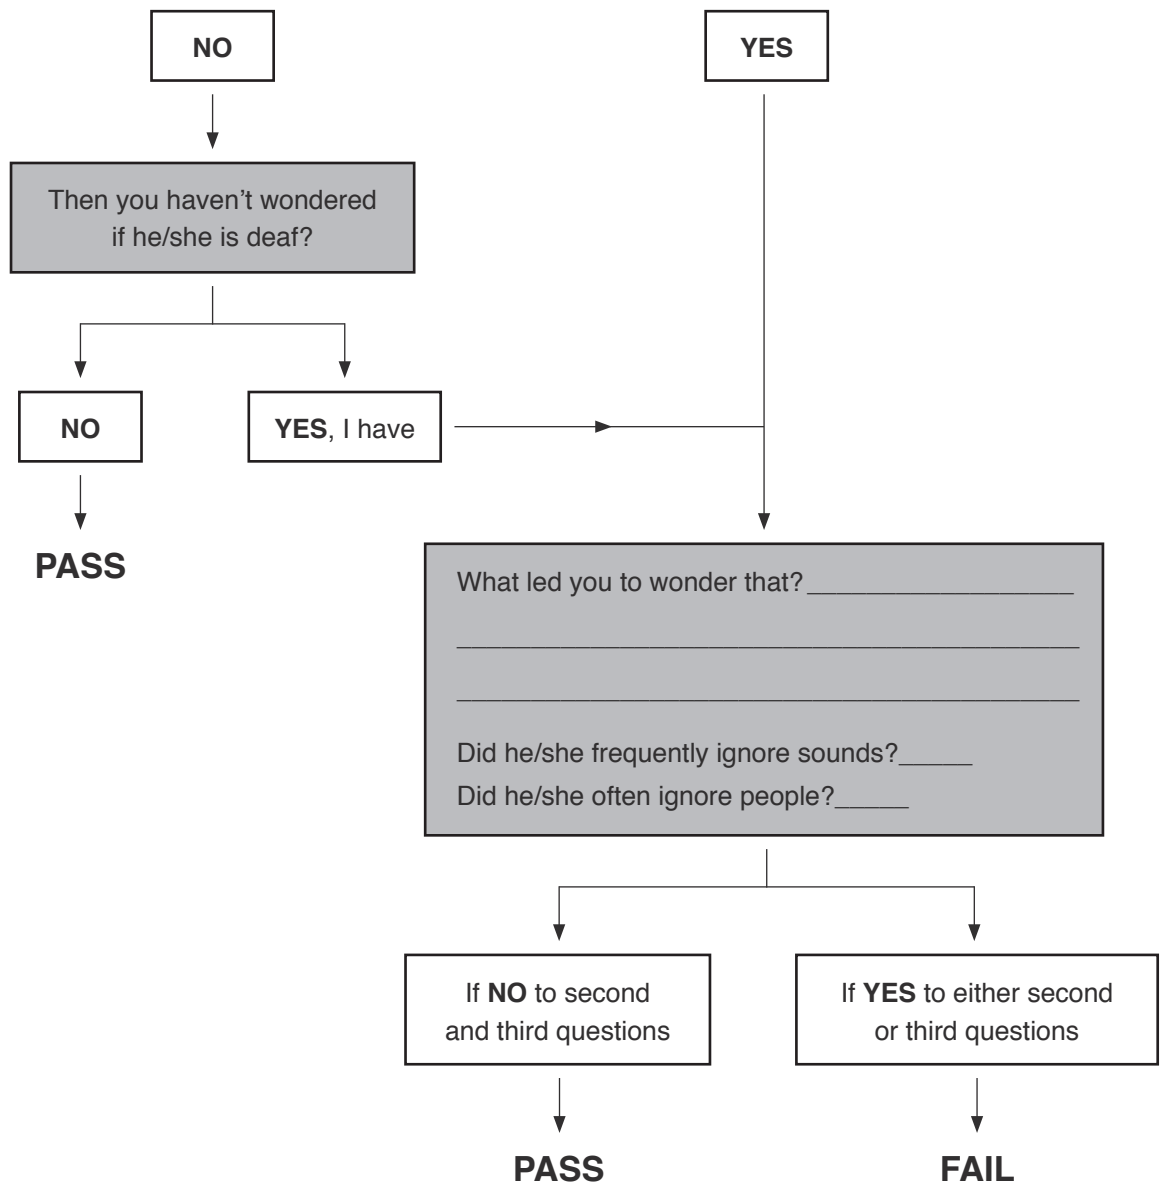 NO
YES
Then you haven’t wondered
if he/she is deaf?
NO
YES, I have
PASS
What led you to wonder that?__________________
__________________________________________
__________________________________________
Did he/she frequently ignore sounds?_____
Did he/she often ignore people?_____
If NO to second
and third questions
If YES to either second
or third questions
PASS
FAIL